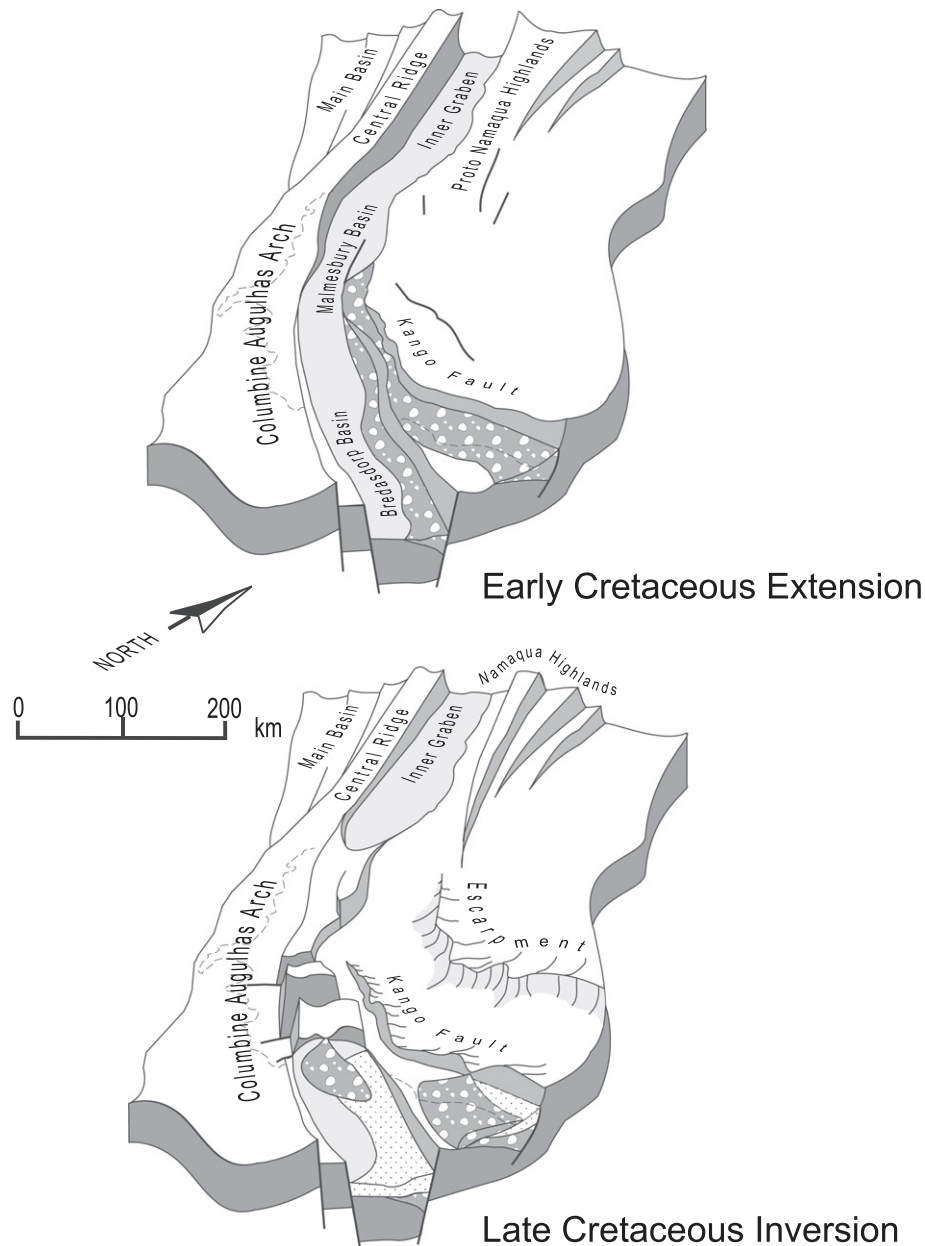 Main Basin
Central Ridge
Inner Graben
Proto Namaqua Highlands
Malmesbury Basin
Columbine Augulhas Arch
Kango Fault
Bredasdorp Basin
Early Cretaceous Extension
NORTH
0 100 200 km
Namaqua Highlands
Main Basin
Central Ridge
Inner Graben
Escarpment
Columbine Augulhas Arch
Kango Fault
Late Cretaceous Inversion